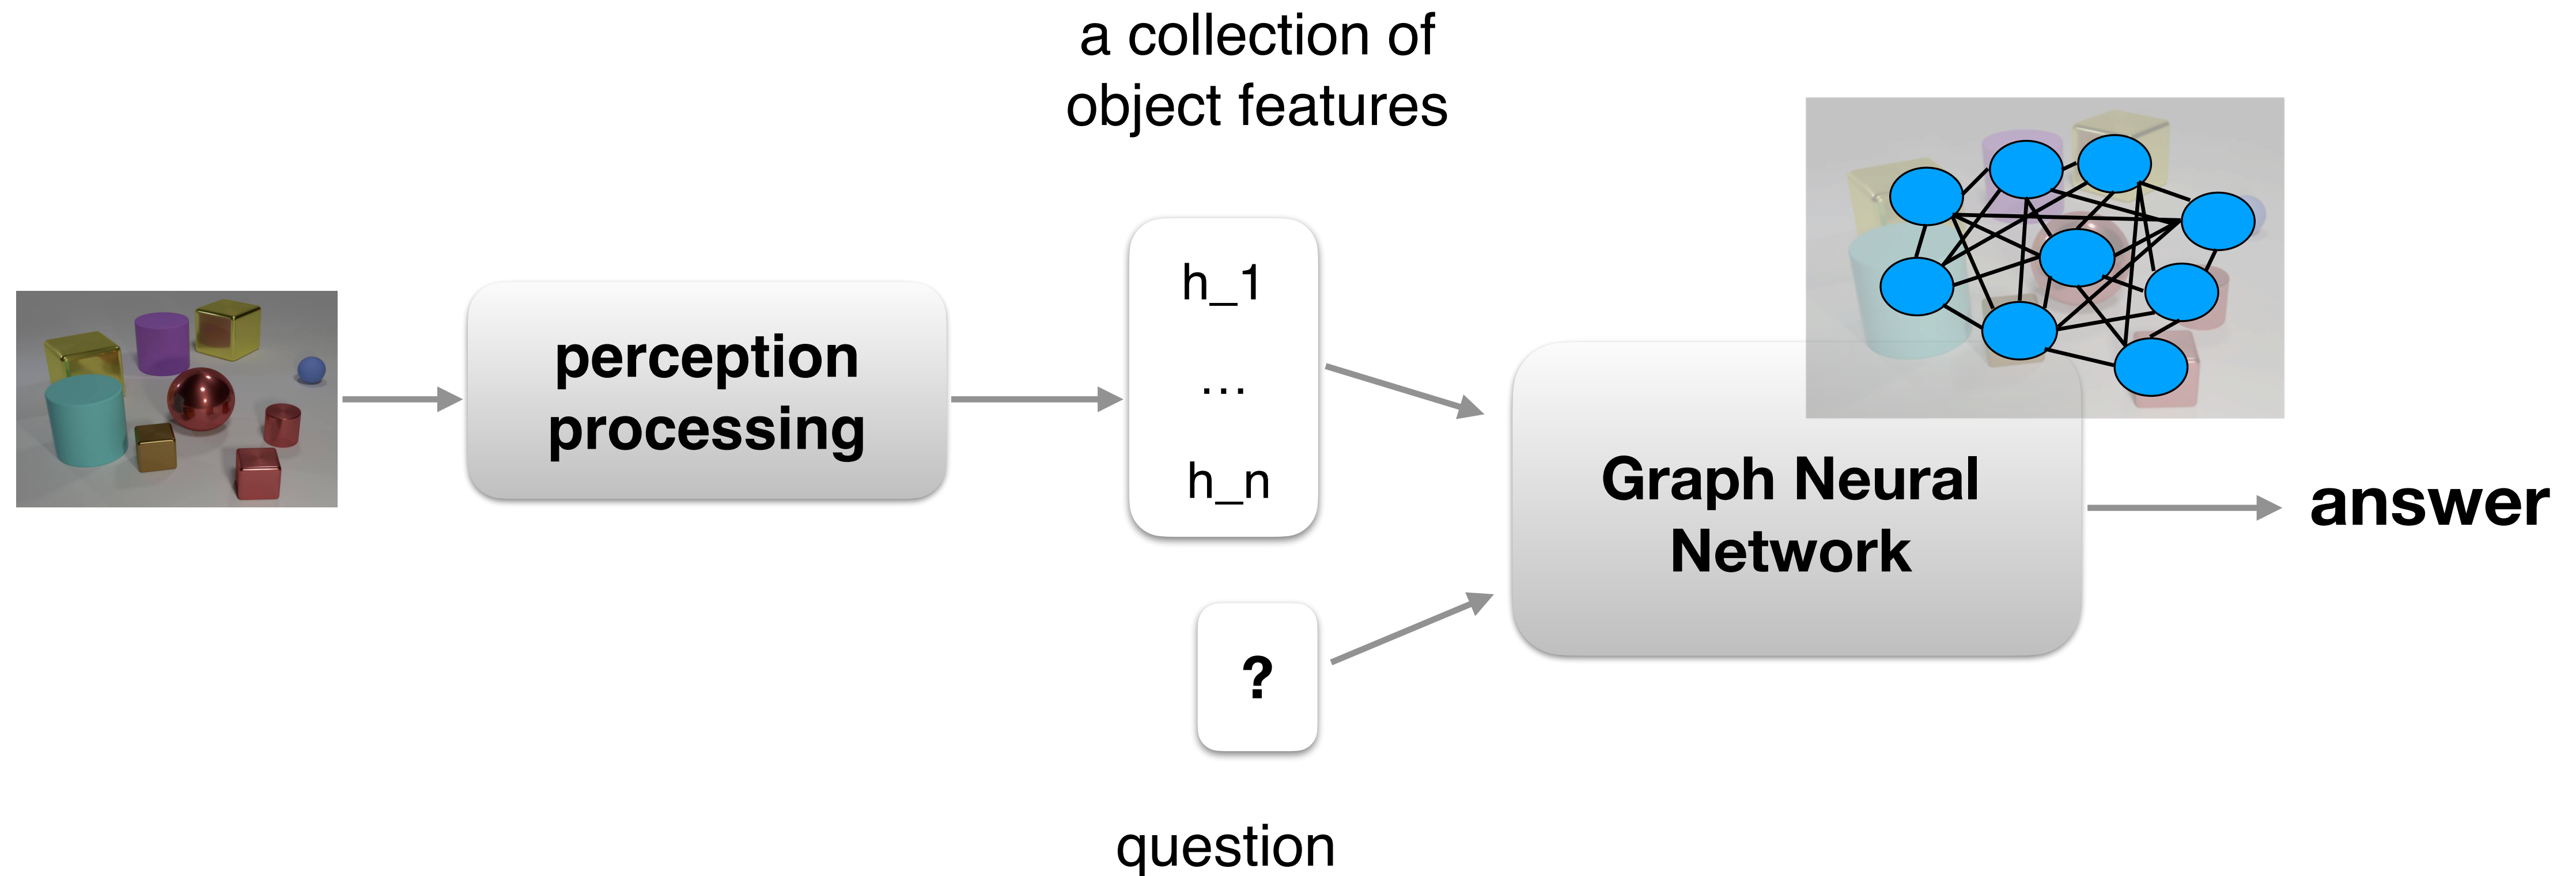 a collection of
object features
perception
processing
h_1
...
h_n
?
question
Graph Neural
Network
answer